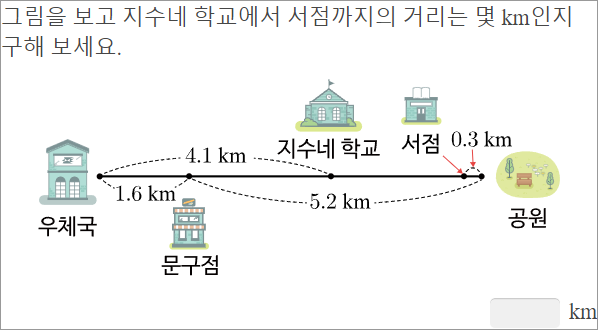 그림을 보고 지수네 학교에서 서점까지의 거리는 몇 km인지
구해 보세요.
지수네 학교
서점
0.3 km
4.1 km
1.6 km
5.2 km
우체국
문구점
공원
km